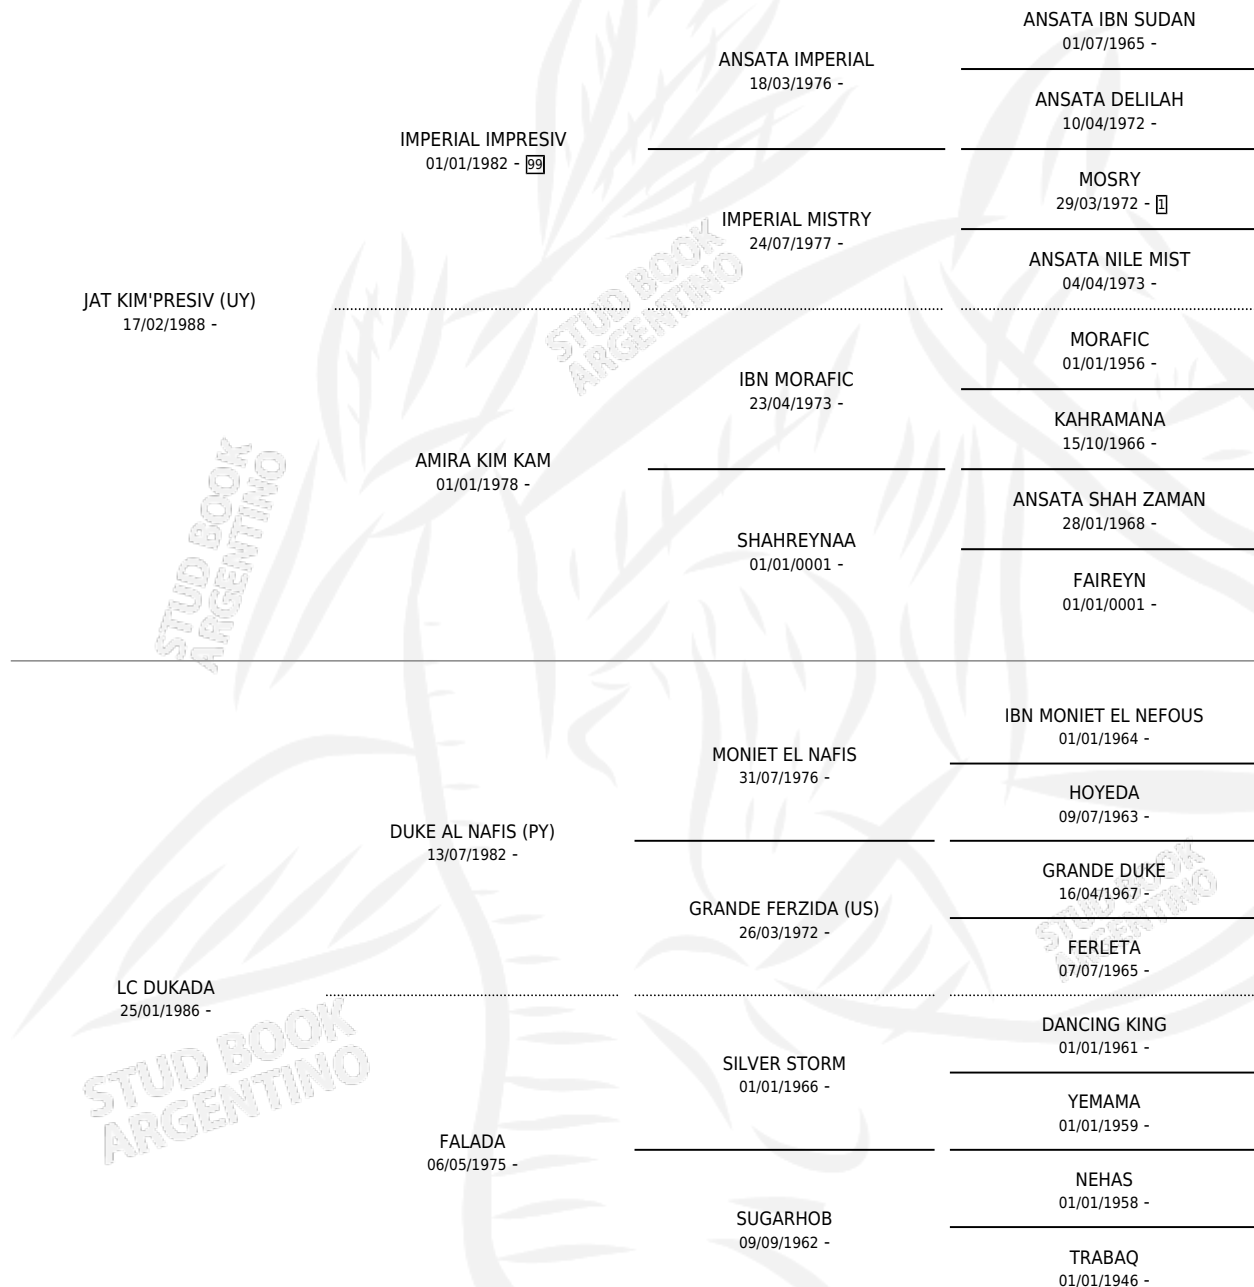 ANSATA IBN SUDAN
01/07/1965 -
ANSATA IMPERIAL
18/03/1976 -
ANSATA DELILAH
10/04/1972 -
IMPERIAL IMPRESIV
01/01/1982 - 99
MOSRY
29/03/1972 - 1
IMPERIAL MISTRY
24/07/1977 -
ANSATA NILE MIST
04/04/1973 -
JAT KIM'PRESIV (UY)
17/02/1988 -
MORAFIC
01/01/1956 -
IBN MORAFIC
23/04/1973 -
KAHRAMANA
15/10/1966 -
AMIRA KIM KAM
01/01/1978 -
ANSATA SHAH ZAMAN
28/01/1968 -
SHAHREYNAA
01/01/0001 -
FAIREYN
01/01/0001 -
IBN MONIET EL NEFOUS
01/01/1964 -
MONIET EL NAFIS
31/07/1976 -
HOYEDA
09/07/1963 -
DUKE AL NAFIS (PY)
13/07/1982 -
GRANDE DUKE
16/04/1967 -
GRANDE FERZIDA (US)
26/03/1972 -
FERLETA
07/07/1965 -
LC DUKADA
25/01/1986 -
DANCING KING
01/01/1961 -
SILVER STORM
01/01/1966 -
YEMAMA
01/01/1959 -
FALADA
06/05/1975 -
NEHAS
01/01/1958 -
SUGARHOB
09/09/1962 -
TRABAQ
01/01/1946 -
STUD BOOK
ARGENTINO
STUD BOOK
ARGENTINO
STUD BOOK
ARGENTINO
STUD BOOK
ARGENTINO